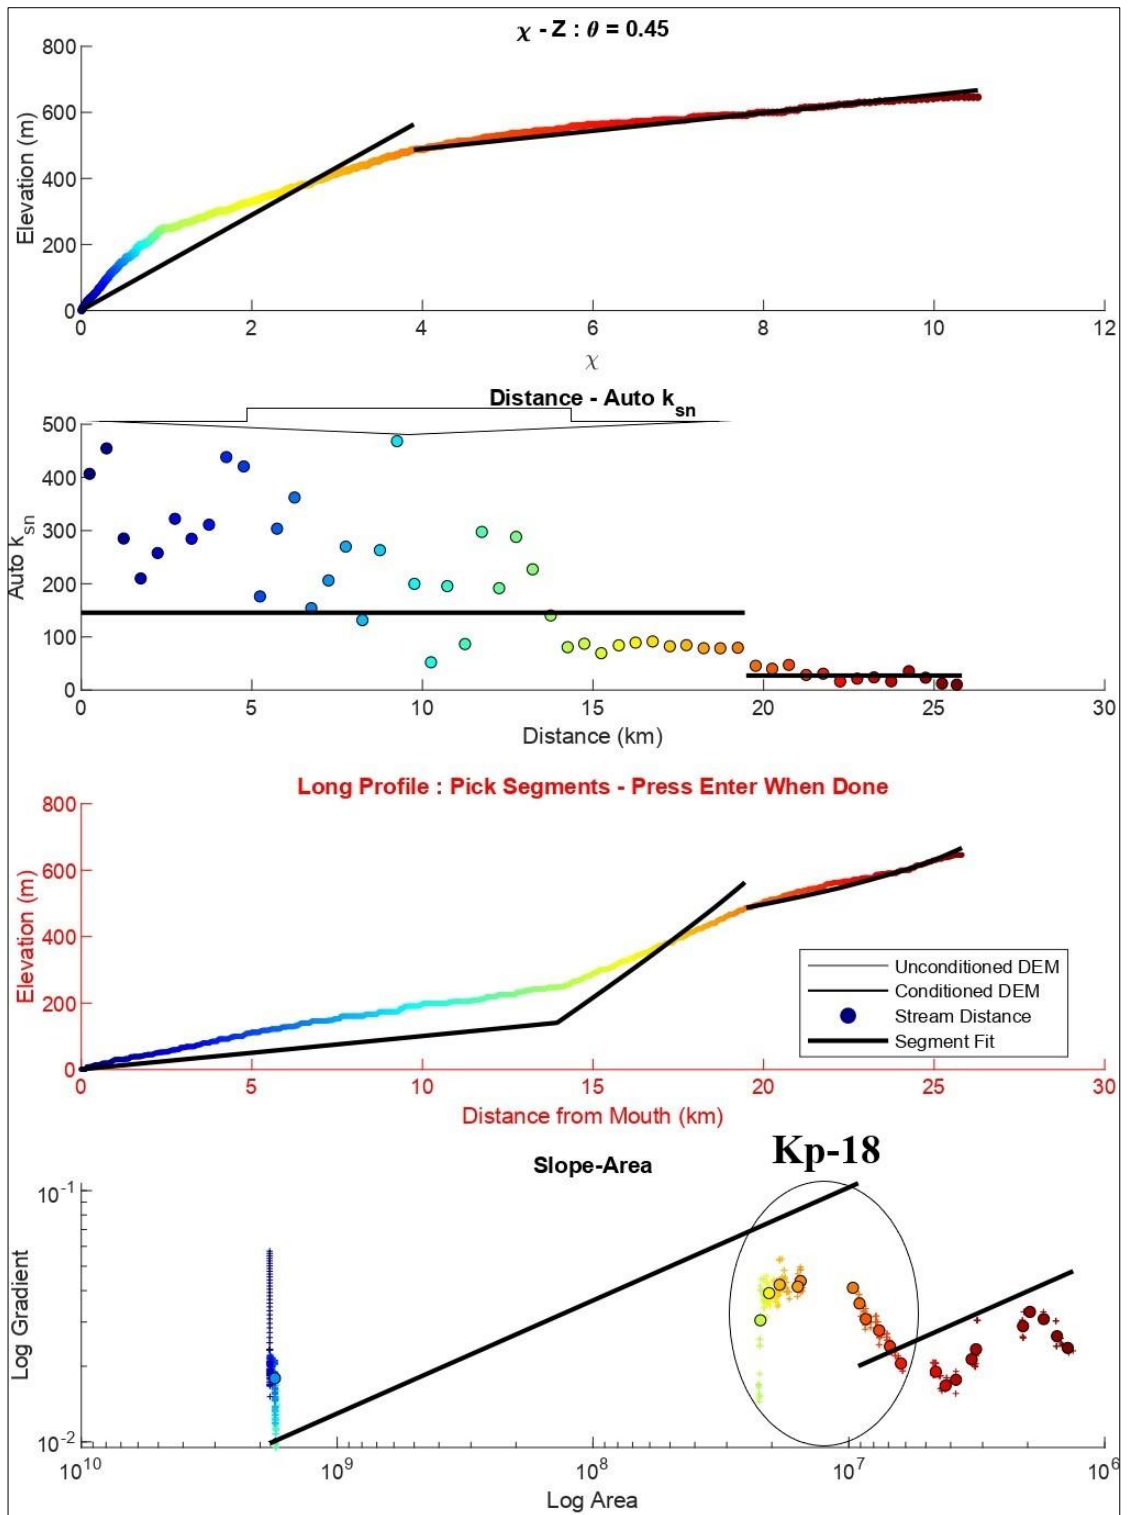 χ - Z : θ = 0.45
800
600
400
200
0
Elevation (m)
0 2 4 6 8 10 12
χ
Distance - Auto ksn
500
400
300
200
100
0
Auto ksn
0 5 10 15 20 25 30
Distance (km)
Long Profile : Pick Segments - Press Enter When Done
800
600
400
200
0
Elevation (m)
Unconditioned DEM
Conditioned DEM
Stream Distance
Segment Fit
0 5 10 15 20 25 30
Distance from Mouth (km)
Kp-18
Slope-Area
10-1
10-2
Log Gradient
1010 109 108 107 106
Log Area